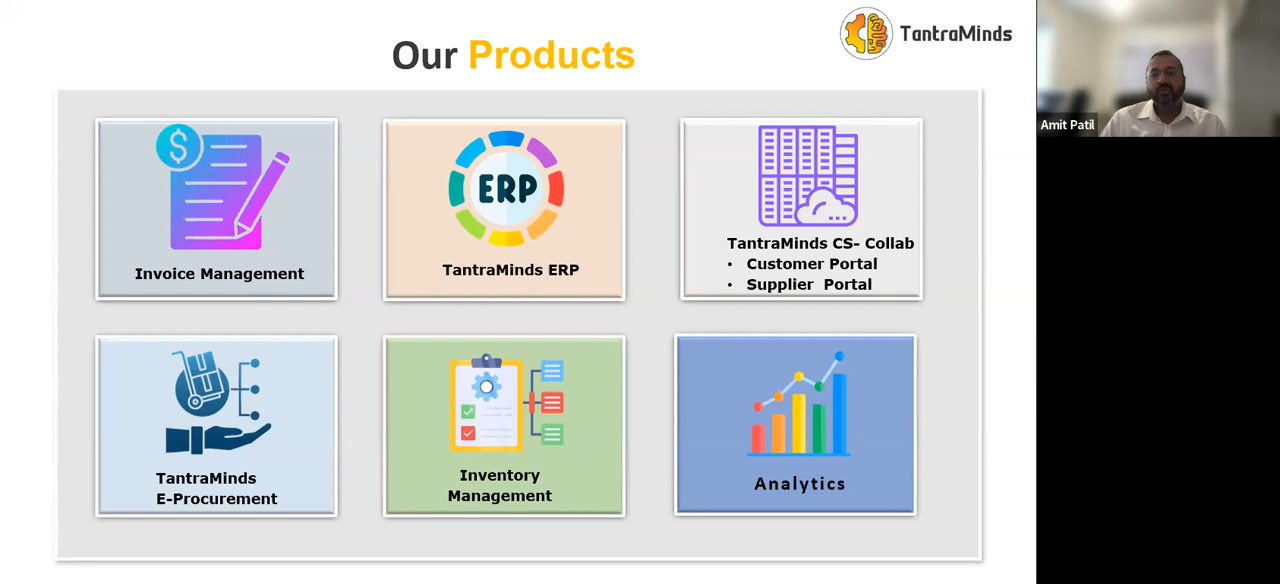 Our Products
TantraMinds
Amit Patil
$
Invoice Management
ERP
TantraMinds ERP
TantraMinds CS- Collab
• Customer Portal
• Supplier Portal
TantraMinds
E-Procurement
Inventory
Management
Analytics